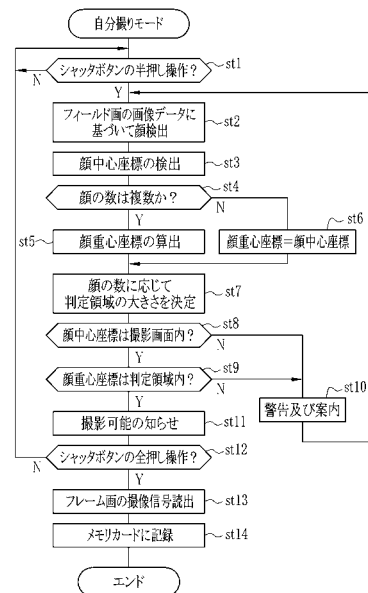 自分撮りモード
シャッタボタンの半押し操作?
st1
N
Y
フィールド画の画像データに
基づいて顔検出
st2
顔中心座標の検出
st3
顔の数は複数か?
st4
N
Y
st5
顔重心座標の算出
顔重心座標=顔中心座標
st6
顔の数に応じて
判定領域の大きさを決定
st7
顔中心座標は撮影画面内?
st8
N
Y
顔重心座標は判定領域内?
st9
N
Y
警告及び案内
st10
撮影可能の知らせ
st11
シャッタボタンの全押し操作?
st12
N
Y
フレーム画の撮像信号読出
st13
メモリカードに記録
st14
エンド